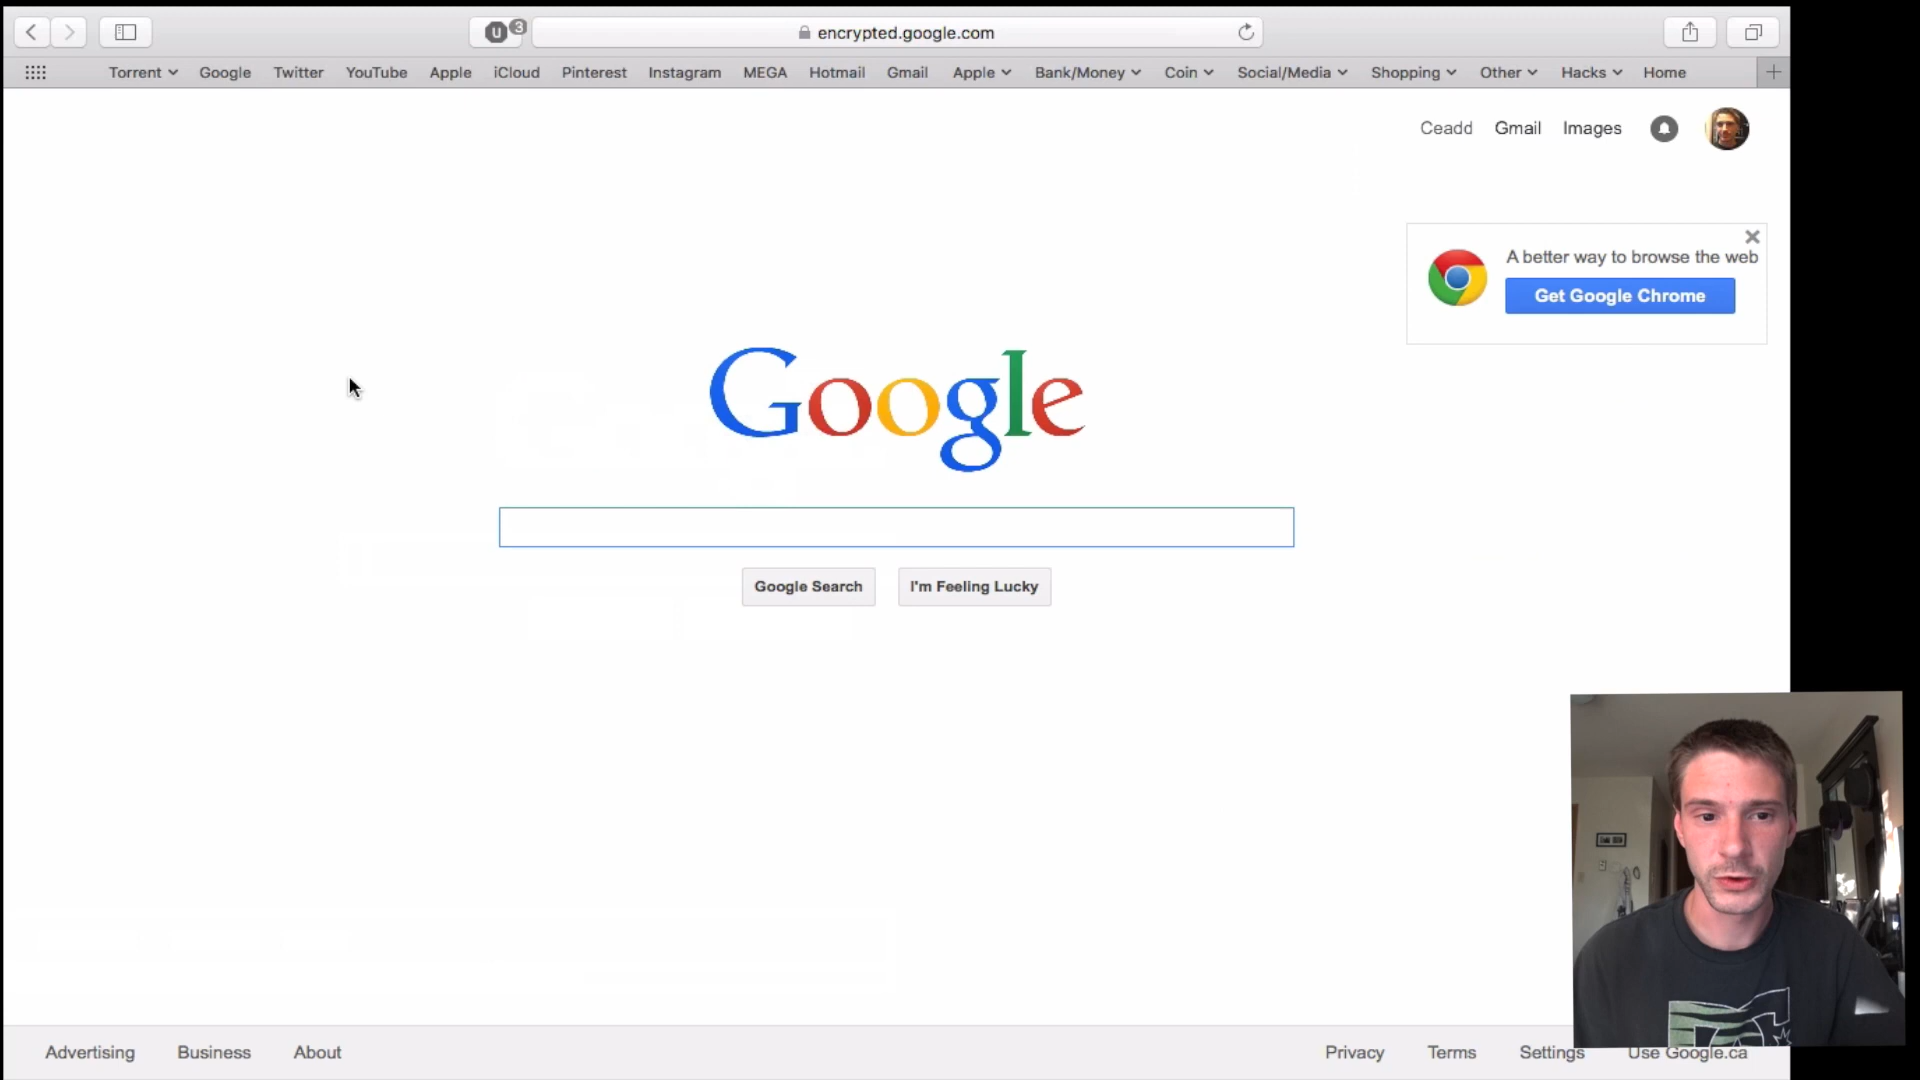 u 3 encrypted.google.com
Torrent Google Twitter YouTube Apple iCloud Pinterest Instagram MEGA Hotmail Gmail Apple Bank/Money Coin Social/Media Shopping Other Hacks Home
Ceadd Gmail Images
A better way to browse the web
Get Google Chrome
Google
Google Search I'm Feeling Lucky
Advertising Business About Privacy Terms Settings Use Google.ca